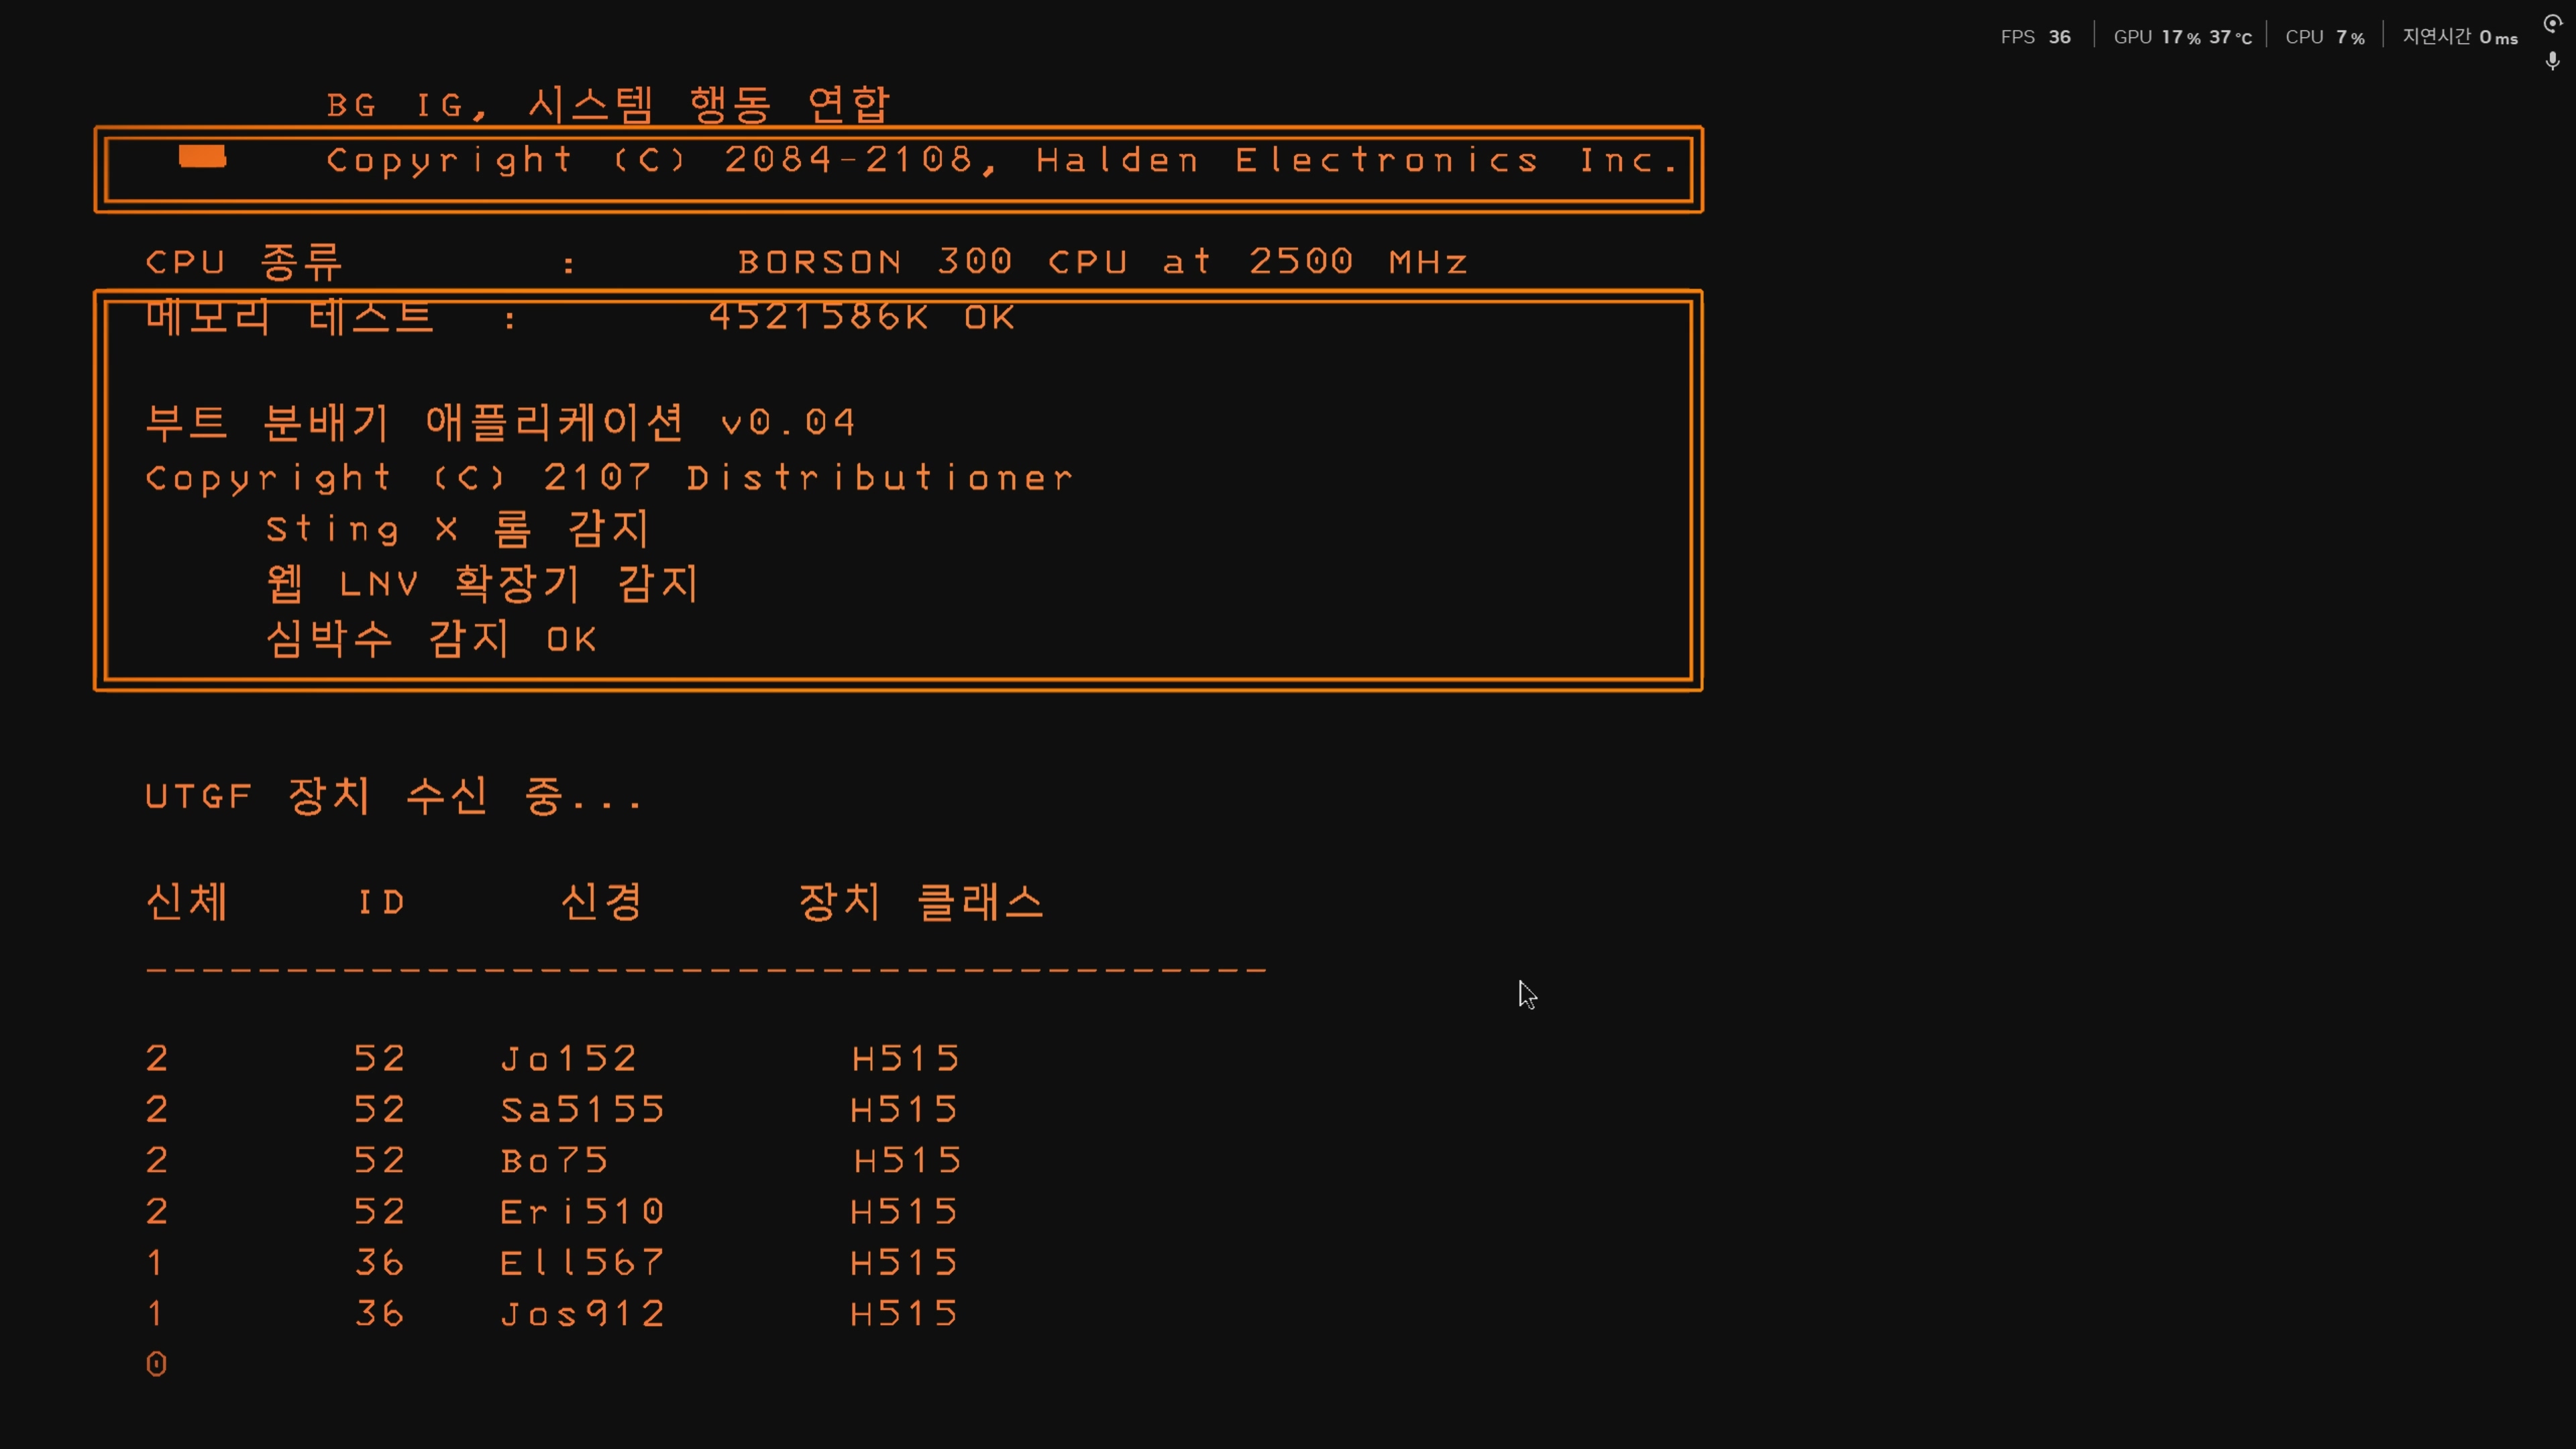 FPS 36 GPU 17% 37°C CPU 7% 지연시간 0ms
BG IG, 시스템 행동 연합
Copyright (C) 2084-2108, Halden Electronics Inc.
CPU 종류 : BORSON 300 CPU at 2500 MHz
메모리 테스트 : 4521586K OK
부트 분배기 애플리케이션 v0.04
Copyright (C) 2107 Distributioner
Sting X 롬 감지
웹 LNV 확장기 감지
심박수 감지 OK
UTGF 장치 수신 중...
신체 ID 신경 장치 클래스
----------------------------------------
2 52 Jo152 H515
2 52 Sa5155 H515
2 52 Bo75 H515
2 52 Eri510 H515
1 36 Ell567 H515
1 36 Jos912 H515
0